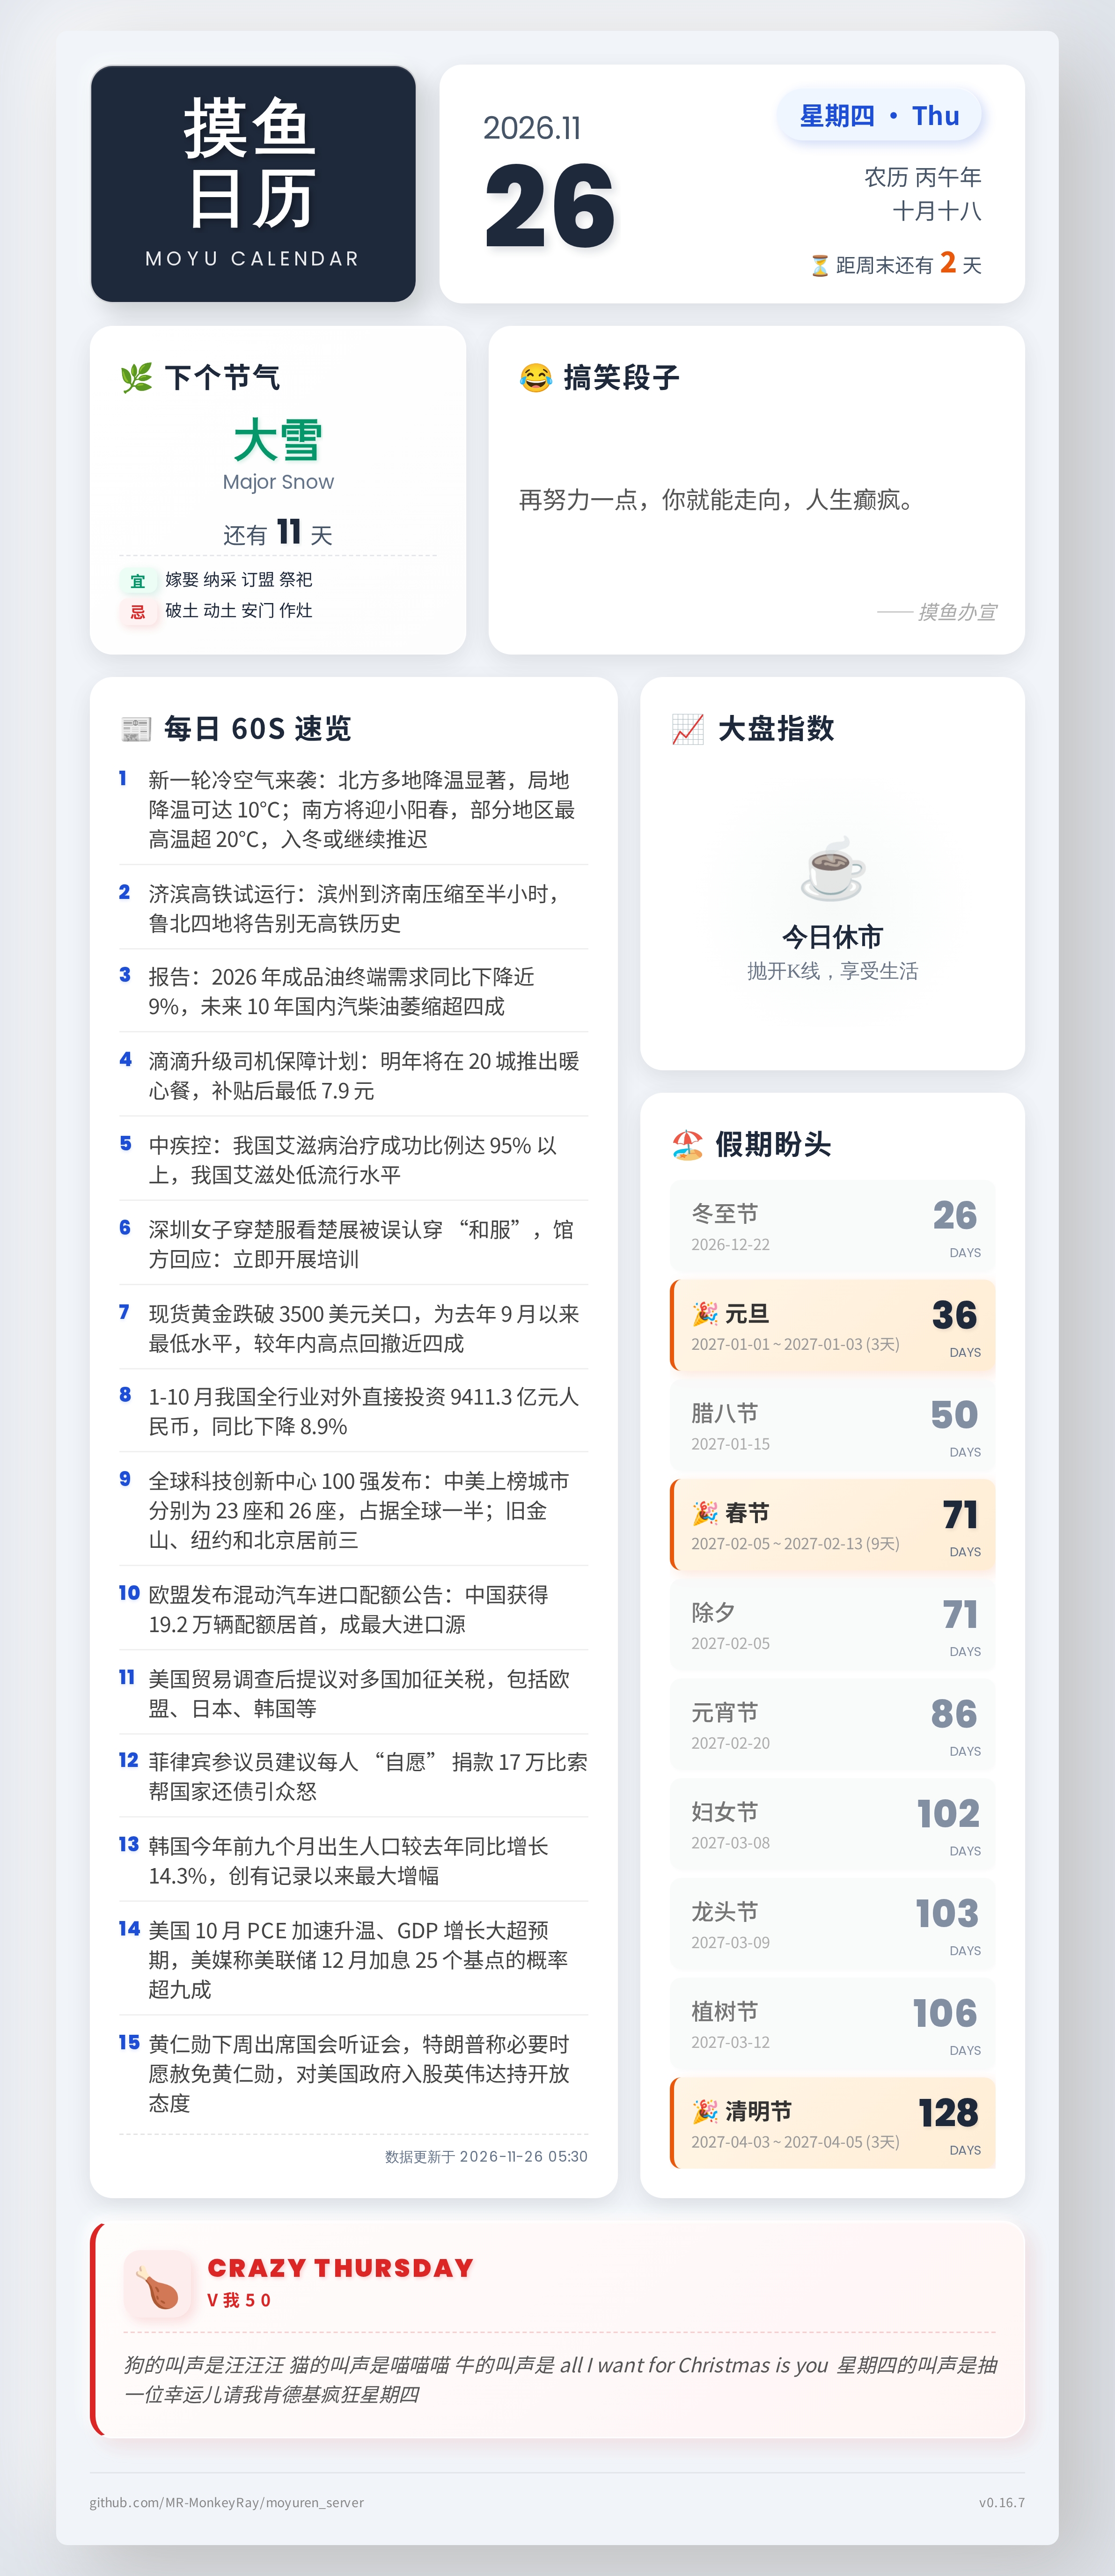 摸鱼
日历
MOYU CALENDAR
2026.11
26
星期四 • Thu
农历 丙午年
十月十八
⏳ 距周末还有 2 天
🌿 下个节气
大雪
Major Snow
还有 11 天
宜 嫁娶 纳采 订盟 祭祀
忌 破土 动土 安门 作灶
😂 搞笑段子
再努力一点，你就能走向，人生癫疯。
—— 摸鱼办宣
📰 每日 60S 速览
1 新一轮冷空气来袭：北方多地降温显著，局地
降温可达 10℃；南方将迎小阳春，部分地区最
高温超 20℃，入冬或继续推迟
2 济滨高铁试运行：滨州到济南压缩至半小时，
鲁北四地将告别无高铁历史
3 报告：2026 年成品油终端需求同比下降近
9%，未来 10 年国内汽柴油萎缩超四成
4 滴滴升级司机保障计划：明年将在 20 城推出暖
心餐，补贴后最低 7.9 元
5 中疾控：我国艾滋病治疗成功比例达 95% 以
上，我国艾滋处低流行水平
6 深圳女子穿楚服看楚展被误认穿 “和服”，馆
方回应：立即开展培训
7 现货黄金跌破 3500 美元关口，为去年 9 月以来
最低水平，较年内高点回撤近四成
8 1-10 月我国全行业对外直接投资 9411.3 亿元人
民币，同比下降 8.9%
9 全球科技创新中心 100 强发布：中美上榜城市
分别为 23 座和 26 座，占据全球一半；旧金
山、纽约和北京居前三
10 欧盟发布混动汽车进口配额公告：中国获得
19.2 万辆配额居首，成最大进口源
11 美国贸易调查后提议对多国加征关税，包括欧
盟、日本、韩国等
12 菲律宾参议员建议每人 “自愿” 捐款 17 万比索
帮国家还债引众怒
13 韩国今年前九个月出生人口较去年同比增长
14.3%，创有记录以来最大增幅
14 美国 10 月 PCE 加速升温、GDP 增长大超预
期，美媒称美联储 12 月加息 25 个基点的概率
超九成
15 黄仁勋下周出席国会听证会，特朗普称必要时
愿赦免黄仁勋，对美国政府入股英伟达持开放
态度
数据更新于 2026-11-26 05:30
📈 大盘指数
今日休市
抛开K线，享受生活
🏖️ 假期盼头
冬至节
2026-12-22
26
DAYS
🎉 元旦
2027-01-01 ~ 2027-01-03 (3天)
36
DAYS
腊八节
2027-01-15
50
DAYS
🎉 春节
2027-02-05 ~ 2027-02-13 (9天)
71
DAYS
除夕
2027-02-05
71
DAYS
元宵节
2027-02-20
86
DAYS
妇女节
2027-03-08
102
DAYS
龙头节
2027-03-09
103
DAYS
植树节
2027-03-12
106
DAYS
🎉 清明节
2027-04-03 ~ 2027-04-05 (3天)
128
DAYS
CRAZY THURSDAY
V我50
狗的叫声是汪汪汪 猫的叫声是喵喵喵 牛的叫声是 all I want for Christmas is you 星期四的叫声是抽
一位幸运儿请我肯德基疯狂星期四
github.com/MR-MonkeyRay/moyuren_server
v0.16.7